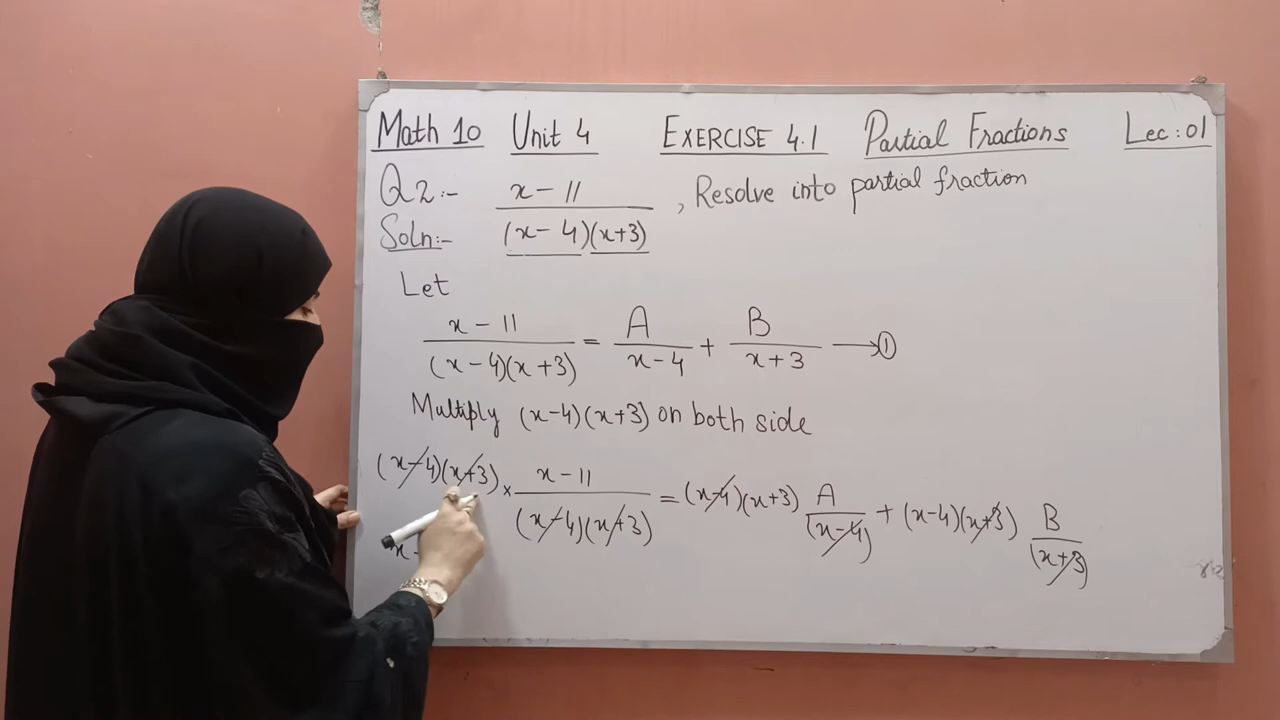 Math 10 Unit 4 EXERCISE 4.1 Partial Fractions Lec:01
Q2:- x-11 / (x-4)(x+3) , Resolve into partial fraction
Soln:-
Let
x-11 / (x-4)(x+3) = A / x-4 + B / x+3 → ①
Multiply (x-4)(x+3) on both side
(x-4)(x+3) × x-11 / (x-4)(x+3) = (x-4)(x+3) A / (x-4) + (x-4)(x+3) B / (x+3)
x-